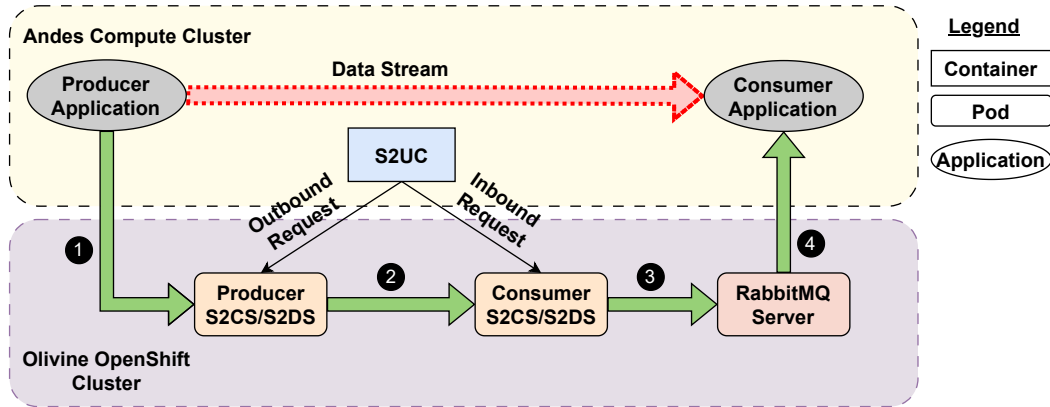 Andes Compute Cluster
Producer
Application
Data Stream
Consumer
Application
S2UC
Outbound
Request
Inbound
Request
1
2
3
4
Producer
S2CS/S2DS
Consumer
S2CS/S2DS
RabbitMQ
Server
Olivine OpenShift
Cluster
Legend
Container
Pod
Application